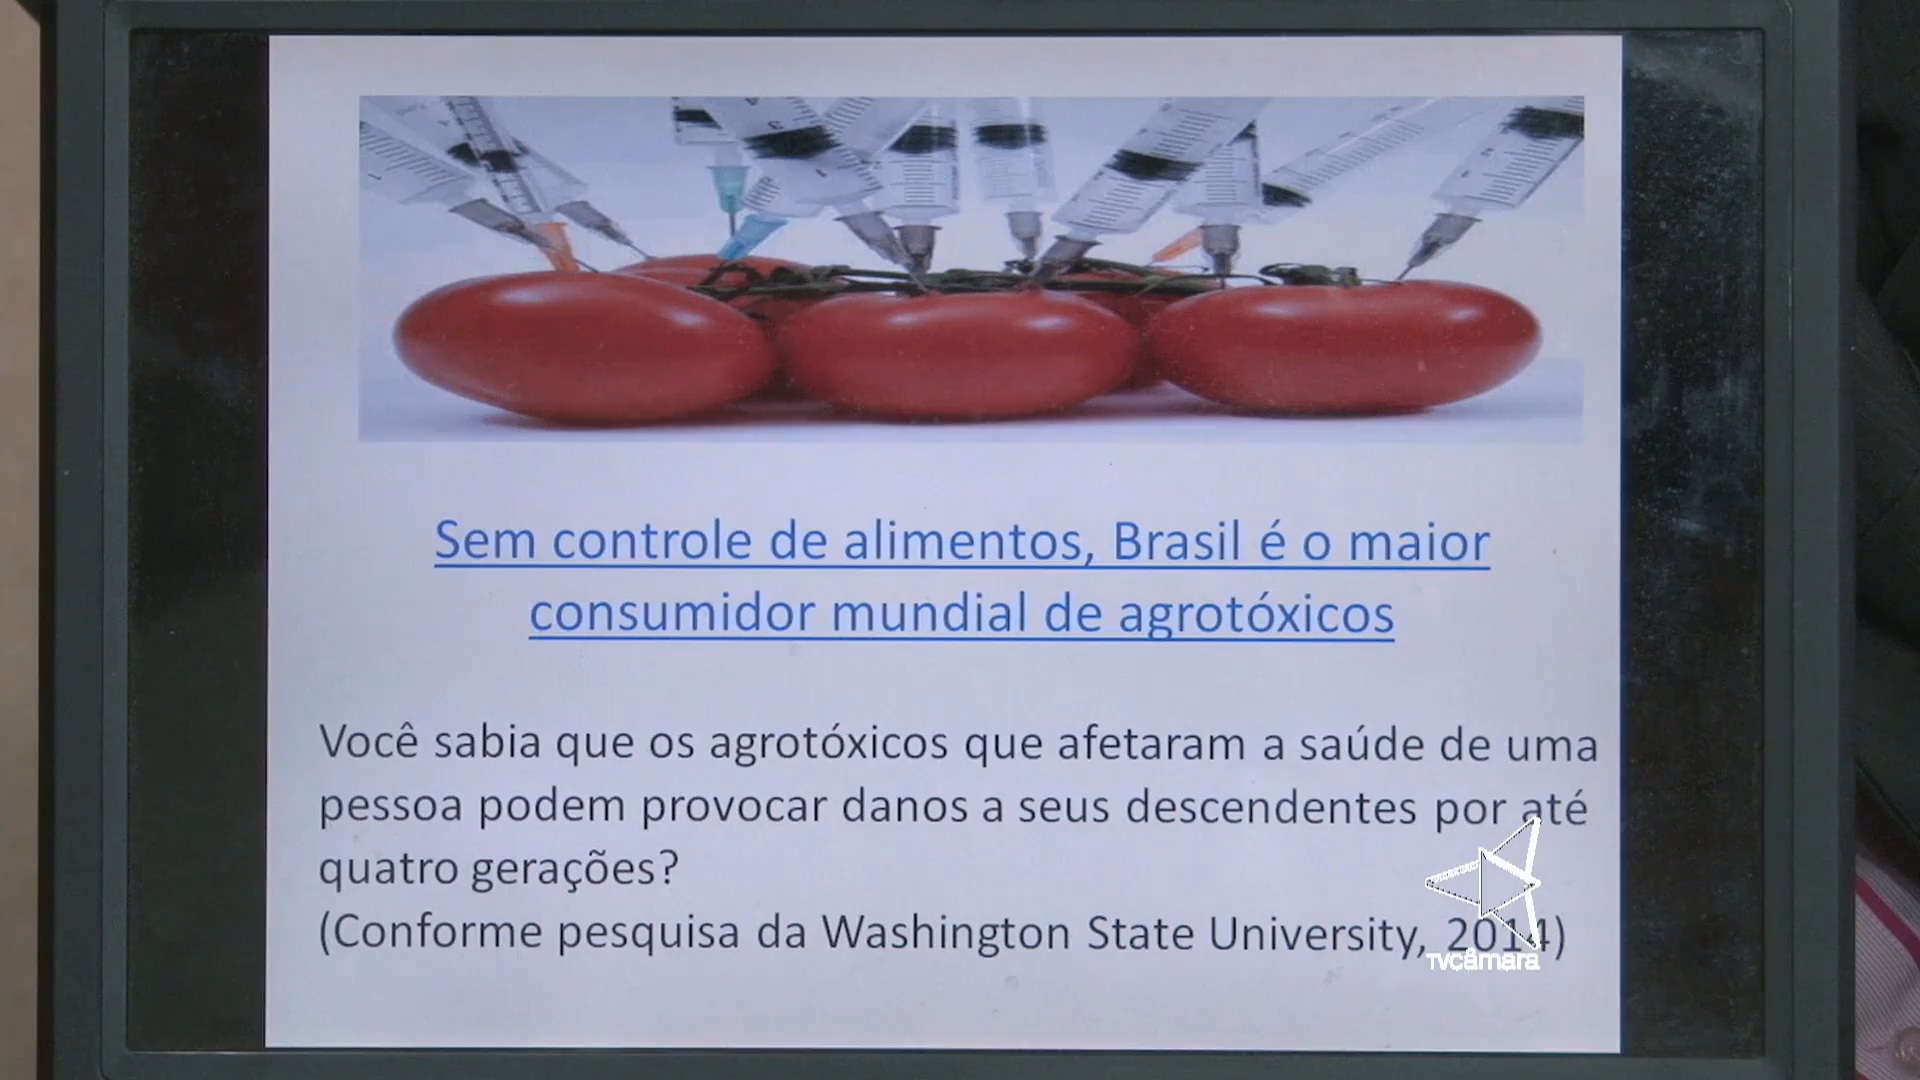 Sem controle de alimentos, Brasil é o maior
consumidor mundial de agrotóxicos
Você sabia que os agrotóxicos que afetaram a saúde de uma
pessoa podem provocar danos a seus descendentes por até
quatro gerações?
(Conforme pesquisa da Washington State University, 2014)
TVcâmara